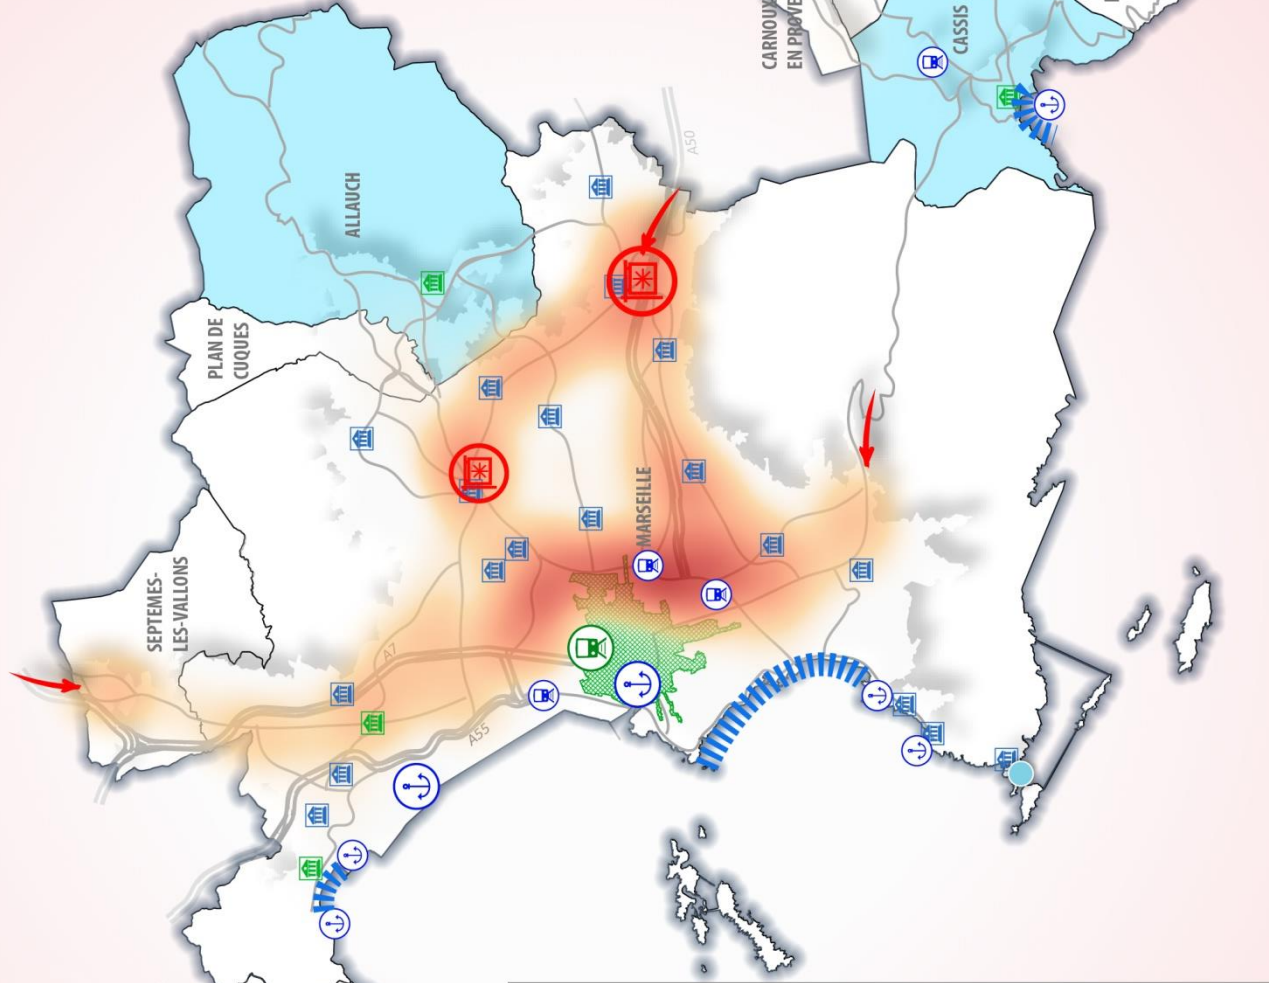 CARNOUX
EN PROVE
CASSIS
A50
ALLAUCH
PLAN DE
CUQUES
MARSEILLE
SEPTEMES-
LES-VALLONS
A7
A55